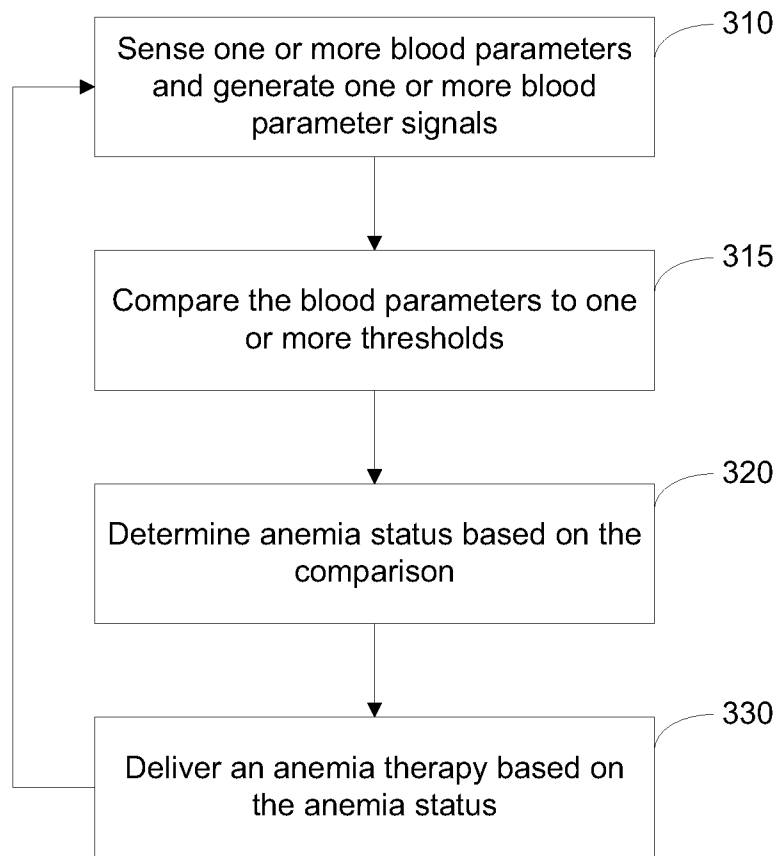 310
Sense one or more blood parameters
and generate one or more blood
parameter signals
315
Compare the blood parameters to one
or more thresholds
320
Determine anemia status based on the
comparison
330
Deliver an anemia therapy based on
the anemia status